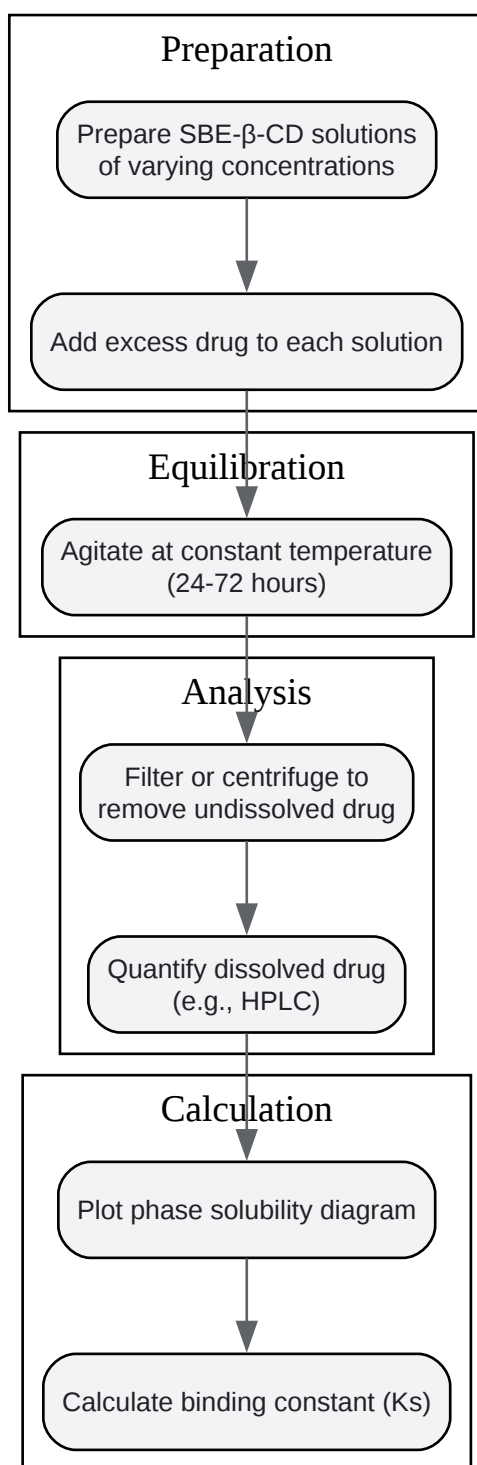 Preparation
Prepare SBE-β-CD solutions
of varying concentrations
Add excess drug to each solution
Equilibration
Agitate at constant temperature
(24-72 hours)
Analysis
Filter or centrifuge to
remove undissolved drug
Quantify dissolved drug
(e.g., HPLC)
Calculation
Plot phase solubility diagram
Calculate binding constant (Ks)